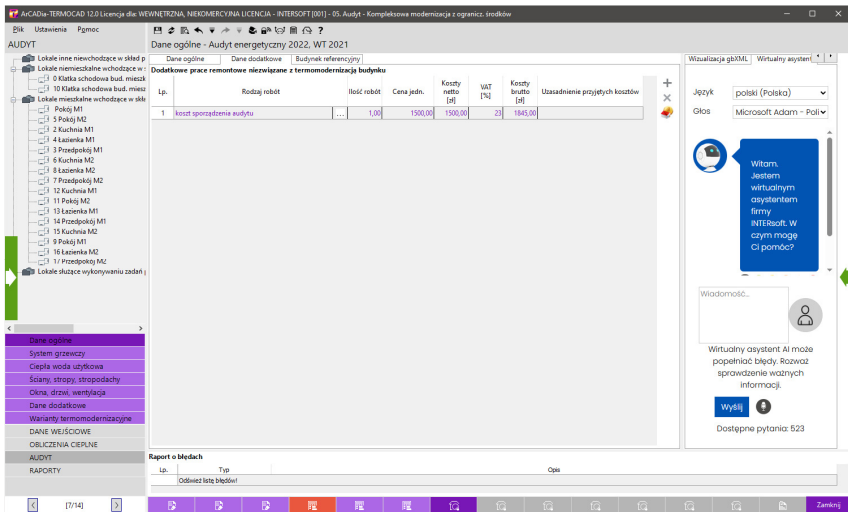 ArCADia-TERMOCAD 12.0 Licencja dla: WEWNĘTRZNA, NIEKOMERCYJNA LICENCJA - INTERSOFT [001] - 05. Audyt - Kompleksowa modernizacja z ogranicz. środków
Plik Ustawienia Pomoc
AUDYT
Dane ogólne - Audyt energetyczny 2022, WT 2021
Lokale inne niewchodzące w skład p
Lokale niemieszkalne wchodzące w s
0 Klatka schodowa bud. mieszk
10 Klatka schodowa bud. miesz
Lokale mieszkalne wchodzące w skła
Pokój M1
5 Pokój M2
2 Kuchnia M1
4 Łazienka M1
3 Przedpokój M1
6 Kuchnia M2
8 Łazienka M2
7 Przedpokój M2
12 Kuchnia M1
11 Pokój M2
13 Łazienka M1
14 Przedpokój M1
15 Kuchnia M2
9 Pokój M1
16 Łazienka M2
17 Przedpokój M2
Lokale służące wykonywaniu zadań p
Dane ogólne
System grzewczy
Ciepła woda użytkowa
Ściany, stropy, stropodachy
Okna, drzwi, wentylacja
Dane dodatkowe
Warianty termomodernizacyjne
DANE WEJŚCIOWE
OBLICZENIA CIEPLNE
AUDYT
RAPORTY
[7/14]
Dane ogólne Dane dodatkowe Budynek referencyjny
Dodatkowe prace remontowe niezwiązane z termomodernizacją budynku
Lp. Rodzaj robót Ilość robót Cena jedn. Koszty netto [zł] VAT [%] Koszty brutto [zł] Uzasadnienie przyjętych kosztów
1 koszt sporządzenia audytu ... 1,00 1500,00 1500,00 23 1845,00
Raport o błędach
Lp. Typ Opis
Odśwież listę błędów!
Wizualizacja gbXML Wirtualny asystent
Język polski (Polska)
Głos Microsoft Adam - Poli
Witam.
Jestem
wirtualnym
asystentem
firmy
INTERsoft. W
czym mogę
Ci pomóc?
Wiadomość...
Wirtualny asystent AI może
popełniać błędy. Rozważ
sprawdzenie ważnych
informacji.
Wyślij
Dostępne pytania: 523
Zamknij